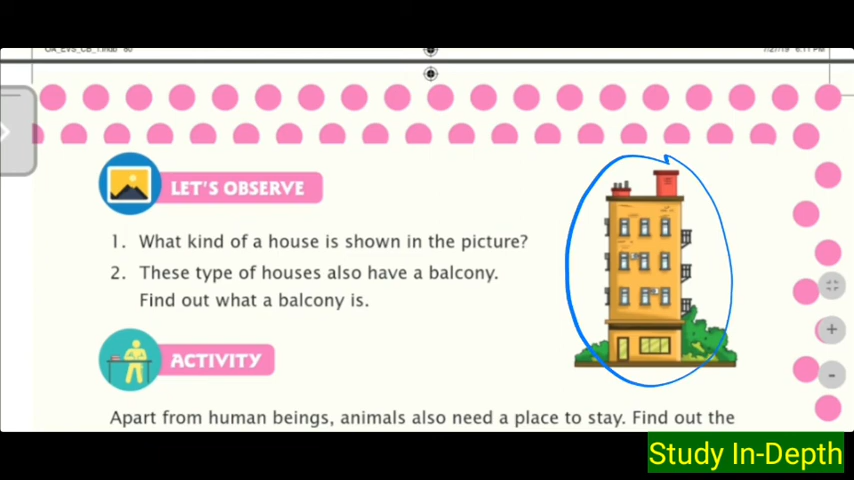 LET'S OBSERVE
1. What kind of a house is shown in the picture?
2. These type of houses also have a balcony.
Find out what a balcony is.
ACTIVITY
Apart from human beings, animals also need a place to stay. Find out the
Study In-Depth